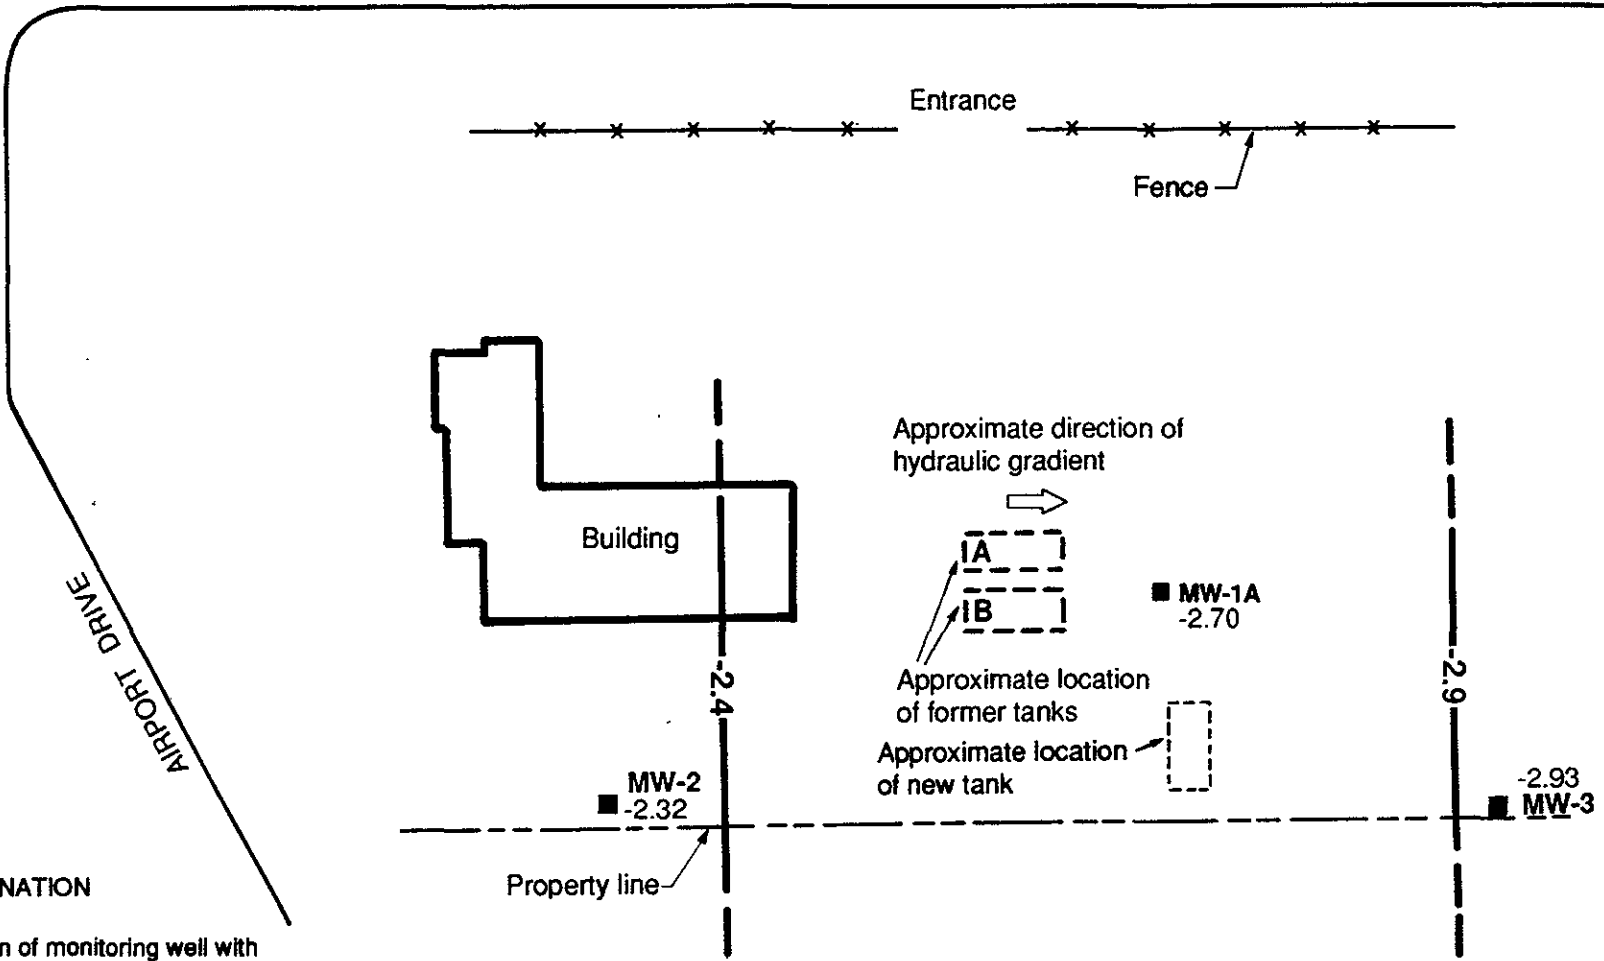 Entrance
Fence
Approximate direction of
hydraulic gradient
Building
A
B
MW-1A
-2.70
AIRPORT DRIVE
-2.4
-2.9
Approximate location
of former tanks
Approximate location
of new tank
MW-2
-2.32
-2.93
MW-3
Property line
NATION
n of monitoring well with